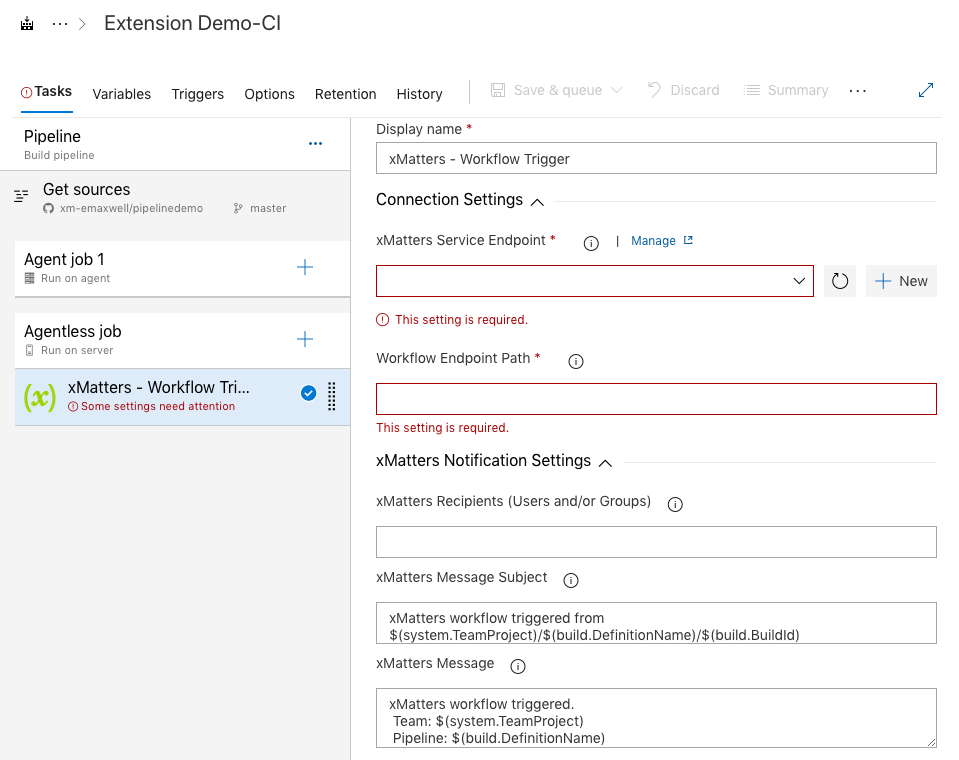 Extension Demo-CI
Tasks
Variables
Triggers
Options
Retention
History
Save & queue
Discard
Summary
Pipeline
Build pipeline
Get sources
xm-emaxwell/pipelinedemo
master
Agent job 1
Run on agent
Agentless job
Run on server
(x)
xMatters - Workflow Tri...
Some settings need attention
Display name *
xMatters - Workflow Trigger
Connection Settings
xMatters Service Endpoint *
| Manage
New
This setting is required.
Workflow Endpoint Path *
This setting is required.
xMatters Notification Settings
xMatters Recipients (Users and/or Groups)
xMatters Message Subject
xMatters workflow triggered from
$(system.TeamProject)/$(build.DefinitionName)/$(build.BuildId)
xMatters Message
xMatters workflow triggered.
Team: $(system.TeamProject)
Pipeline: $(build.DefinitionName)